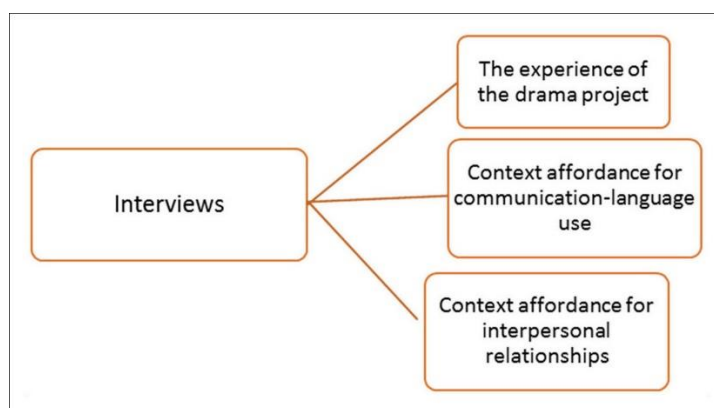 Interviews
The experience of
the drama project
Context affordance for
communication-language
use
Context affordance for
interpersonal
relationships